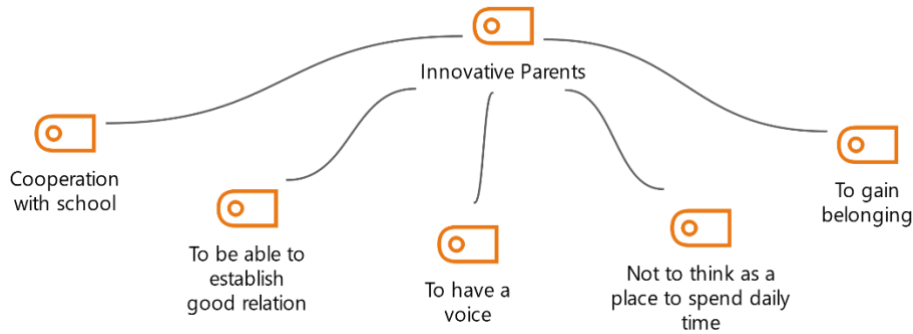 Innovative Parents
Cooperation
with school
To be able to
establish
good relation
To have a
voice
Not to think as a
place to spend daily
time
To gain
belonging